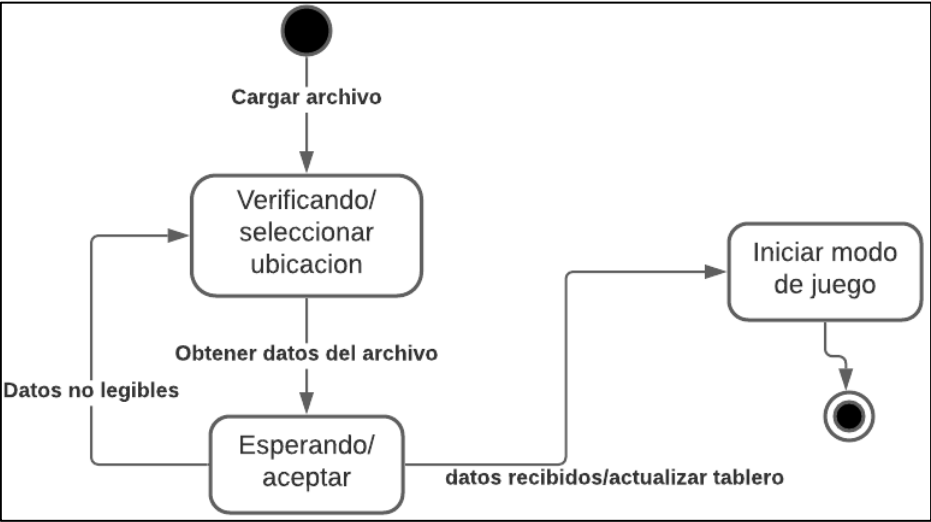 Cargar archivo
Verificando/
seleccionar
ubicacion
Iniciar modo
de juego
Obtener datos del archivo
Datos no legibles
Esperando/
aceptar
datos recibidos/actualizar tablero